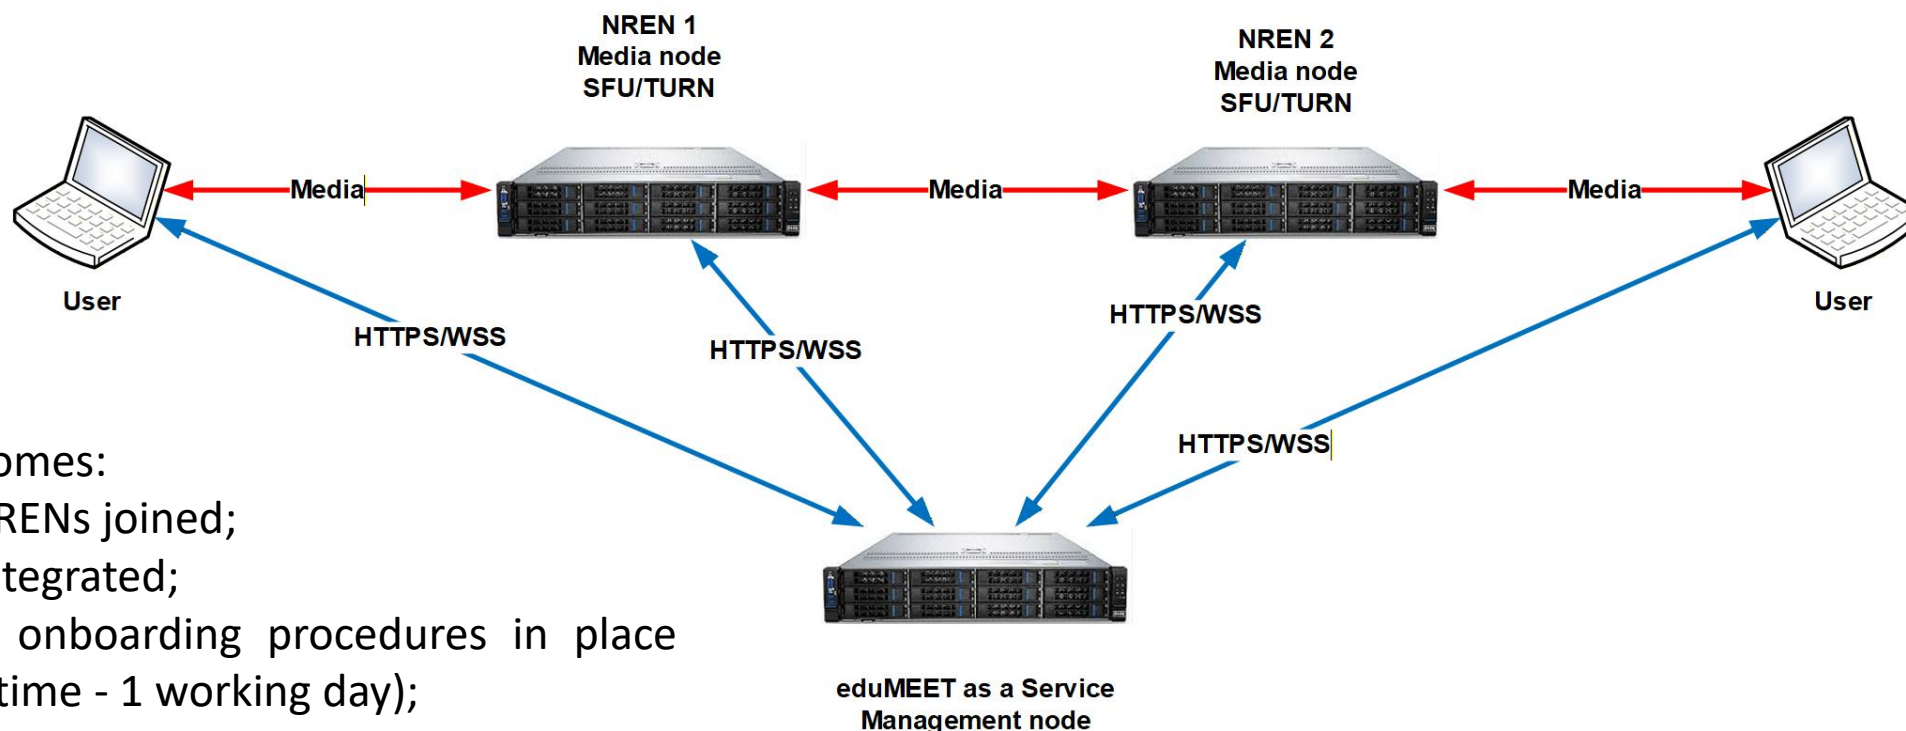 NREN 1
Media node
SFU/TURN
NREN 2
Media node
SFU/TURN
Media
Media
Media
User
User
HTTPS/WSS
HTTPS/WSS
HTTPS/WSS
HTTPS/WSS
omes:
RENs joined;
tegrated;
onboarding procedures in place
time - 1 working day);
eduMEET as a Service
Management node